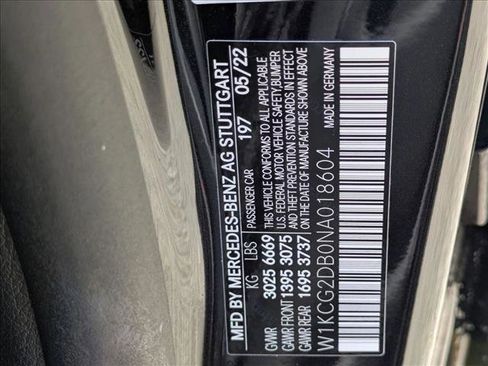 MFD BY MERCEDES-BENZ AG STUTTGART
PASSENGER CAR 197 05/22
KG LBS THIS VEHICLE CONFORMS TO ALL APPLICABLE
GVWR 3025 6669 U.S. FEDERAL MOTOR VEHICLE SAFETY, BUMPER
GAWR FRONT 1395 3075 AND THEFT PREVENTION STANDARDS IN EFFECT
GAWR REAR 1695 3737 ON THE DATE OF MANUFACTURE SHOWN ABOVE
W1KCG2DB0NA018604 MADE IN GERMANY